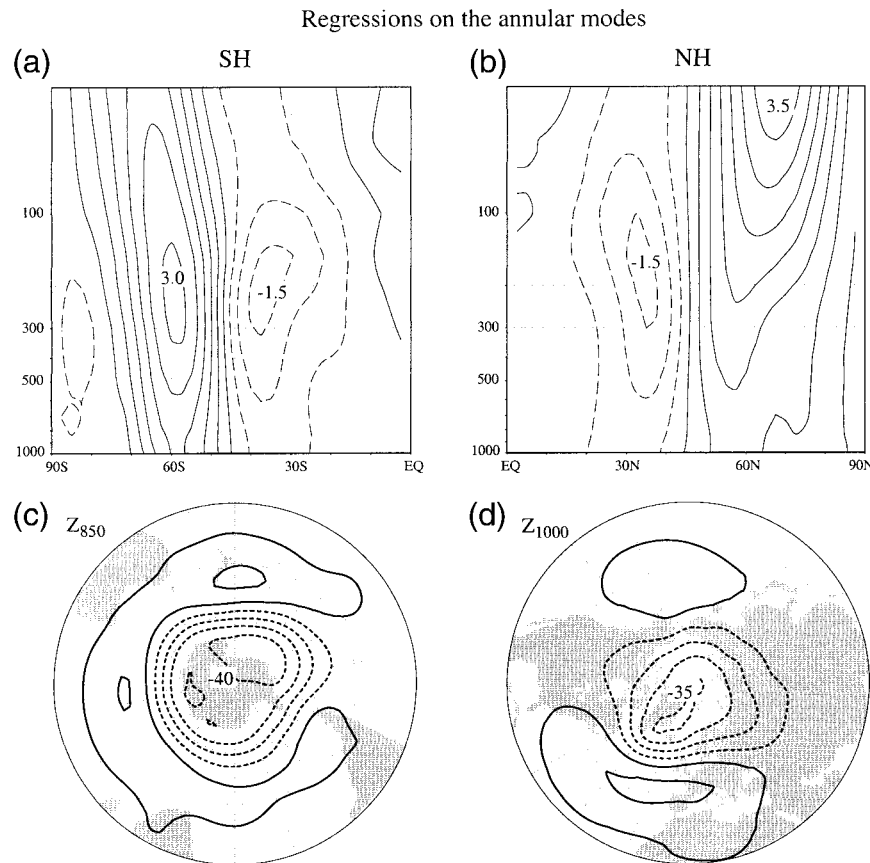 Regressions on the annular modes
(a) SH
(b) NH
3.0
-1.5
100
300
500
1000
90S 60S 30S EQ
3.5
-1.5
100
300
500
1000
EQ 30N 60N 90N
(c) Z850
-40
(d) Z1000
-35